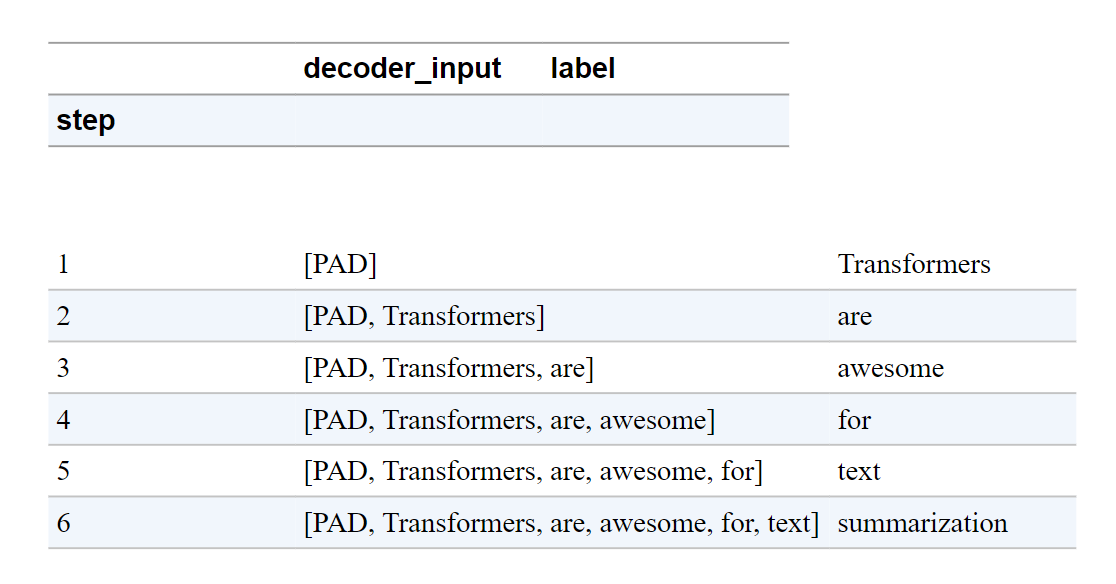 decoder_input label
step
1 [PAD] Transformers
2 [PAD, Transformers] are
3 [PAD, Transformers, are] awesome
4 [PAD, Transformers, are, awesome] for
5 [PAD, Transformers, are, awesome, for] text
6 [PAD, Transformers, are, awesome, for, text] summarization